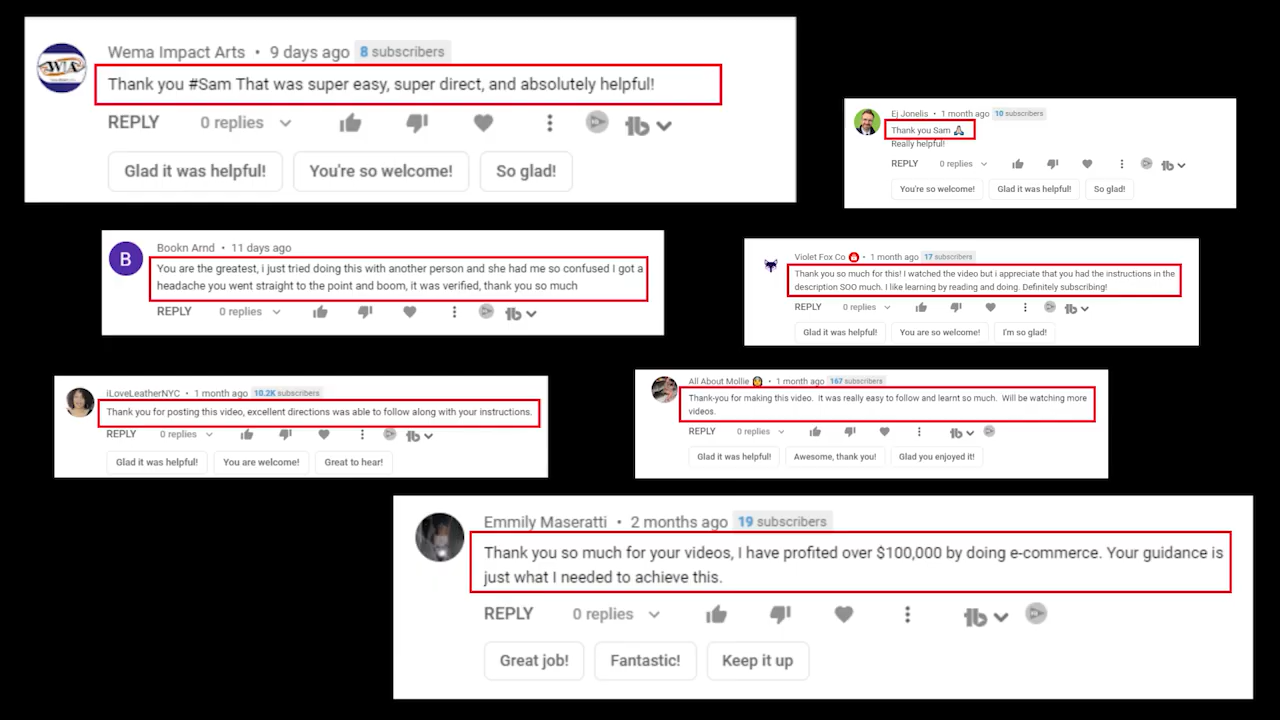 WIA
Wema Impact Arts • 9 days ago 8 subscribers
Thank you #Sam That was super easy, super direct, and absolutely helpful!
REPLY 0 replies
Glad it was helpful! You're so welcome! So glad!
Ej Jonelis • 1 month ago 10 subscribers
Thank you Sam 🙏🏻
Really helpful!
REPLY 0 replies
You're so welcome! Glad it was helpful! So glad!
B
Bookn Arnd • 11 days ago
You are the greatest, i just tried doing this with another person and she had me so confused I got a
headache you went straight to the point and boom, it was verified, thank you so much
REPLY 0 replies
Violet Fox Co • 1 month ago 17 subscribers
Thank you so much for this! I watched the video but i appreciate that you had the instructions in the
description SOO much. I like learning by reading and doing. Definitely subscribing!
REPLY 0 replies
Glad it was helpful! You are so welcome! I'm so glad!
iLoveLeatherNYC • 1 month ago 10.2K subscribers
Thank you for posting this video, excellent directions was able to follow along with your instructions.
REPLY 0 replies
Glad it was helpful! You are welcome! Great to hear!
All About Mollie • 1 month ago 167 subscribers
Thank-you for making this video. It was really easy to follow and learnt so much. Will be watching more
videos.
REPLY 0 replies
Glad it was helpful! Awesome, thank you! Glad you enjoyed it!
Emmily Maseratti • 2 months ago 19 subscribers
Thank you so much for your videos, I have profited over $100,000 by doing e-commerce. Your guidance is
just what I needed to achieve this.
REPLY 0 replies
Great job! Fantastic! Keep it up